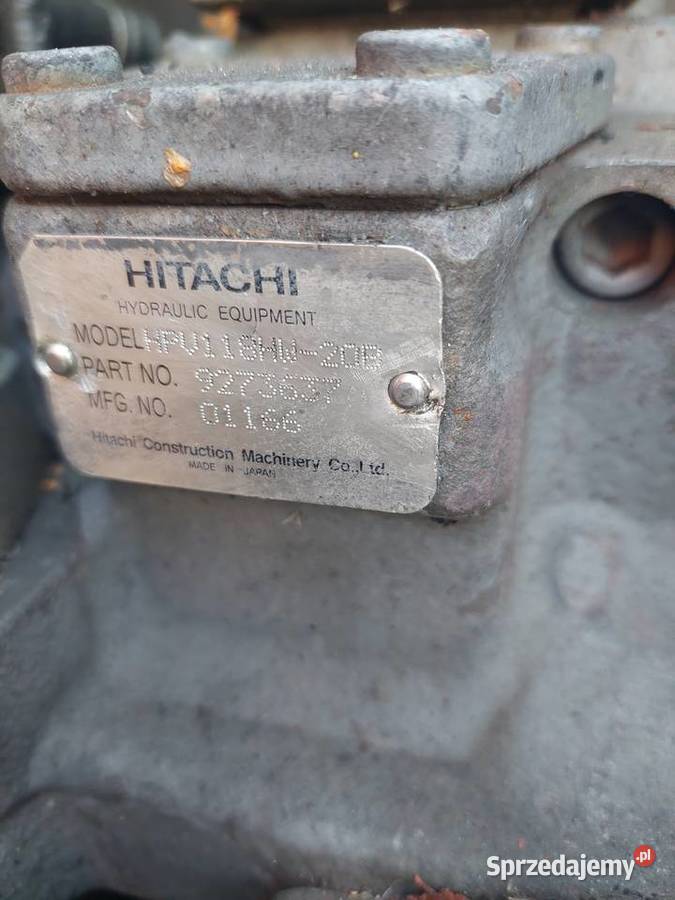 HITACHI
HYDRAULIC EQUIPMENT
MODEL HPV118HW-20B
PART NO. 9273637
MFG. NO. 01166
Hitachi Construction Machinery Co.,Ltd.
MADE IN JAPAN
Sprzedajemy.pl